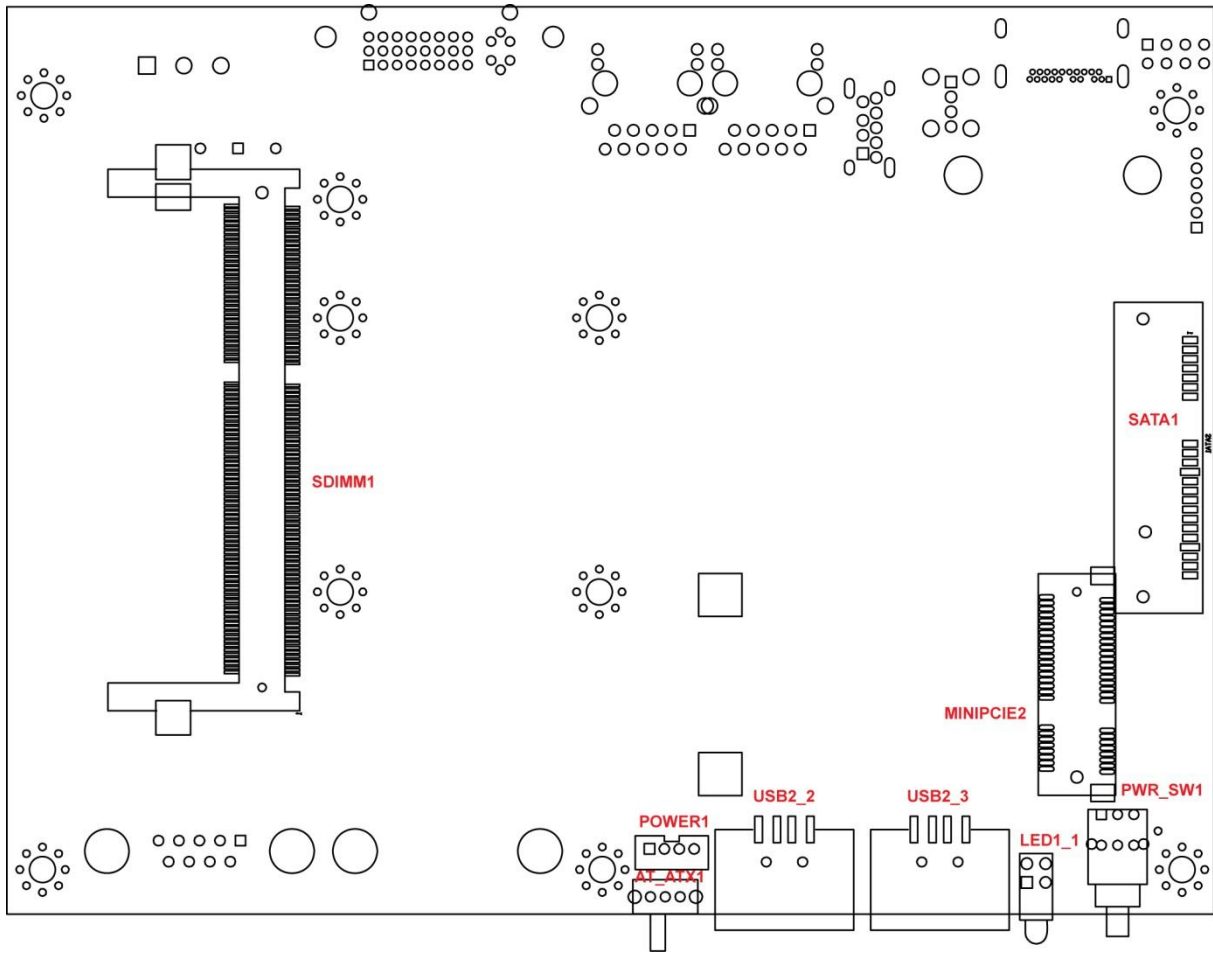 SATA1
SDIMM1
MINIPCIE2
USB2_2
USB2_3
PWR_SW1
POWER1
LED1_1
AT_ATX1